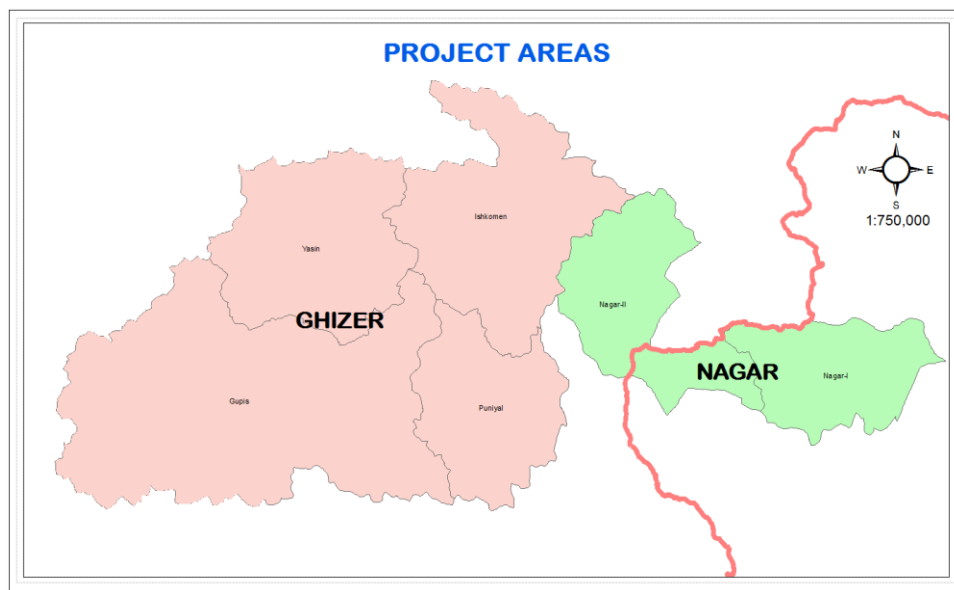 PROJECT AREAS
N
W
E
S
1:750,000
Ishkomen
Yasin
Nagar-II
GHIZER
NAGAR
Nagar-I
Gupis
Puniyal